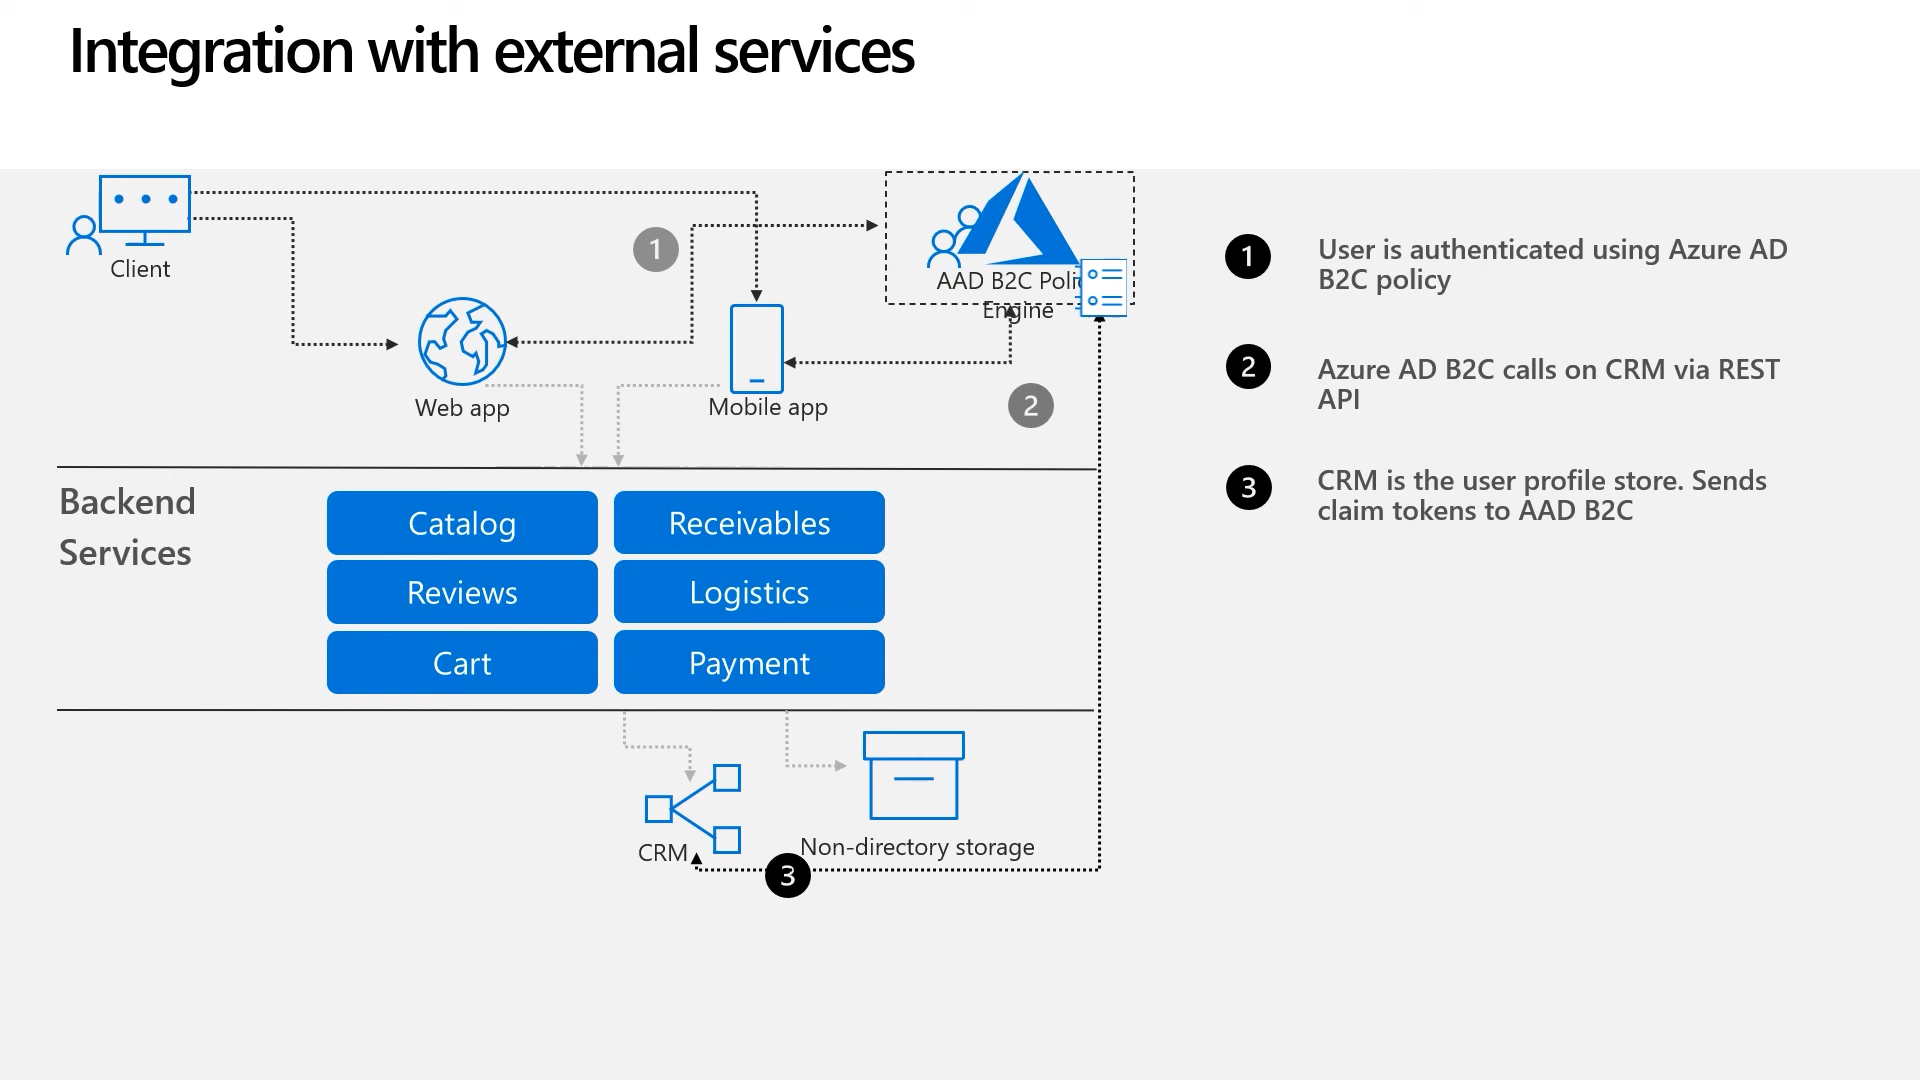 Integration with external services
Client
1
AAD B2C
Engine
Web app
Mobile app
2
Backend
Services
Catalog
Receivables
Reviews
Logistics
Cart
Payment
CRM
Non-directory storage
3
1
User is authenticated using Azure AD
B2C policy
2
Azure AD B2C calls on CRM via REST
API
3
CRM is the user profile store. Sends
claim tokens to AAD B2C